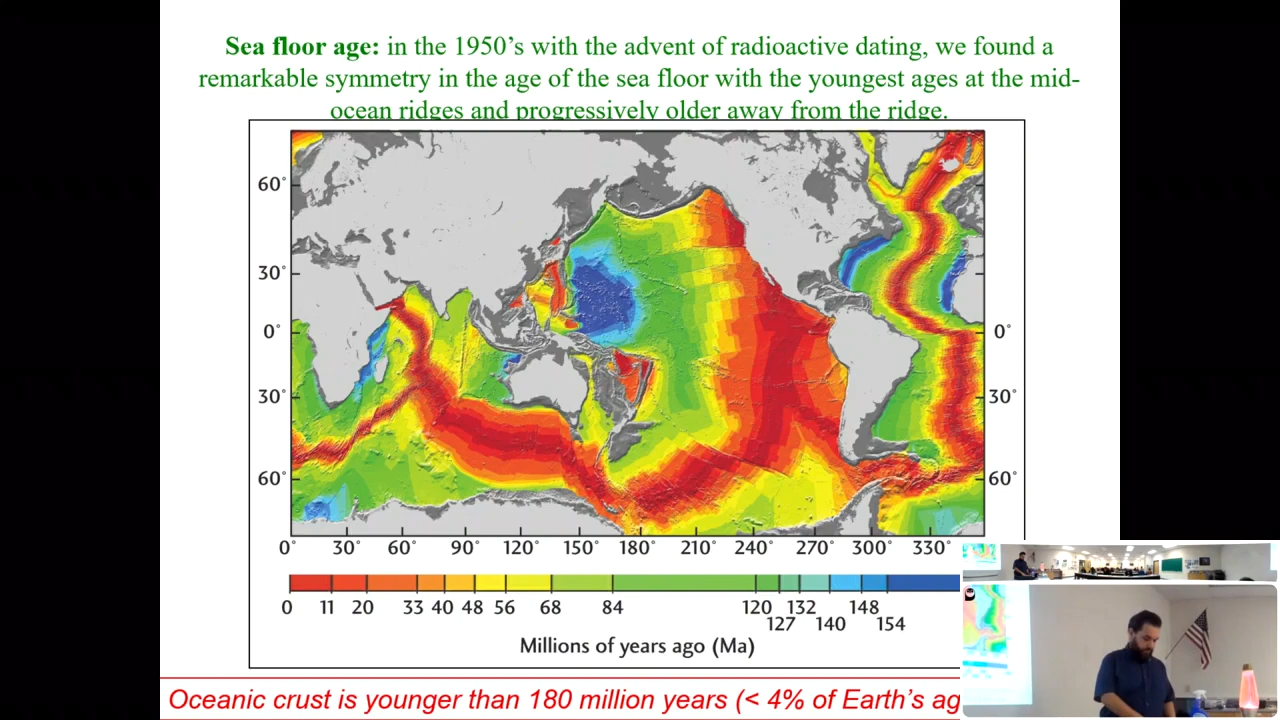 Sea floor age: in the 1950's with the advent of radioactive dating, we found a
remarkable symmetry in the age of the sea floor with the youngest ages at the mid-
ocean ridges and progressively older away from the ridge.
60°
30°
0°
30°
60°
0°
30°
60°
0° 30° 60° 90° 120° 150° 180° 210° 240° 270° 300° 330°
0 11 20 33 40 48 56 68 84 120 132 148
127 140 154
Millions of years ago (Ma)
Oceanic crust is younger than 180 million years (< 4% of Earth's ag